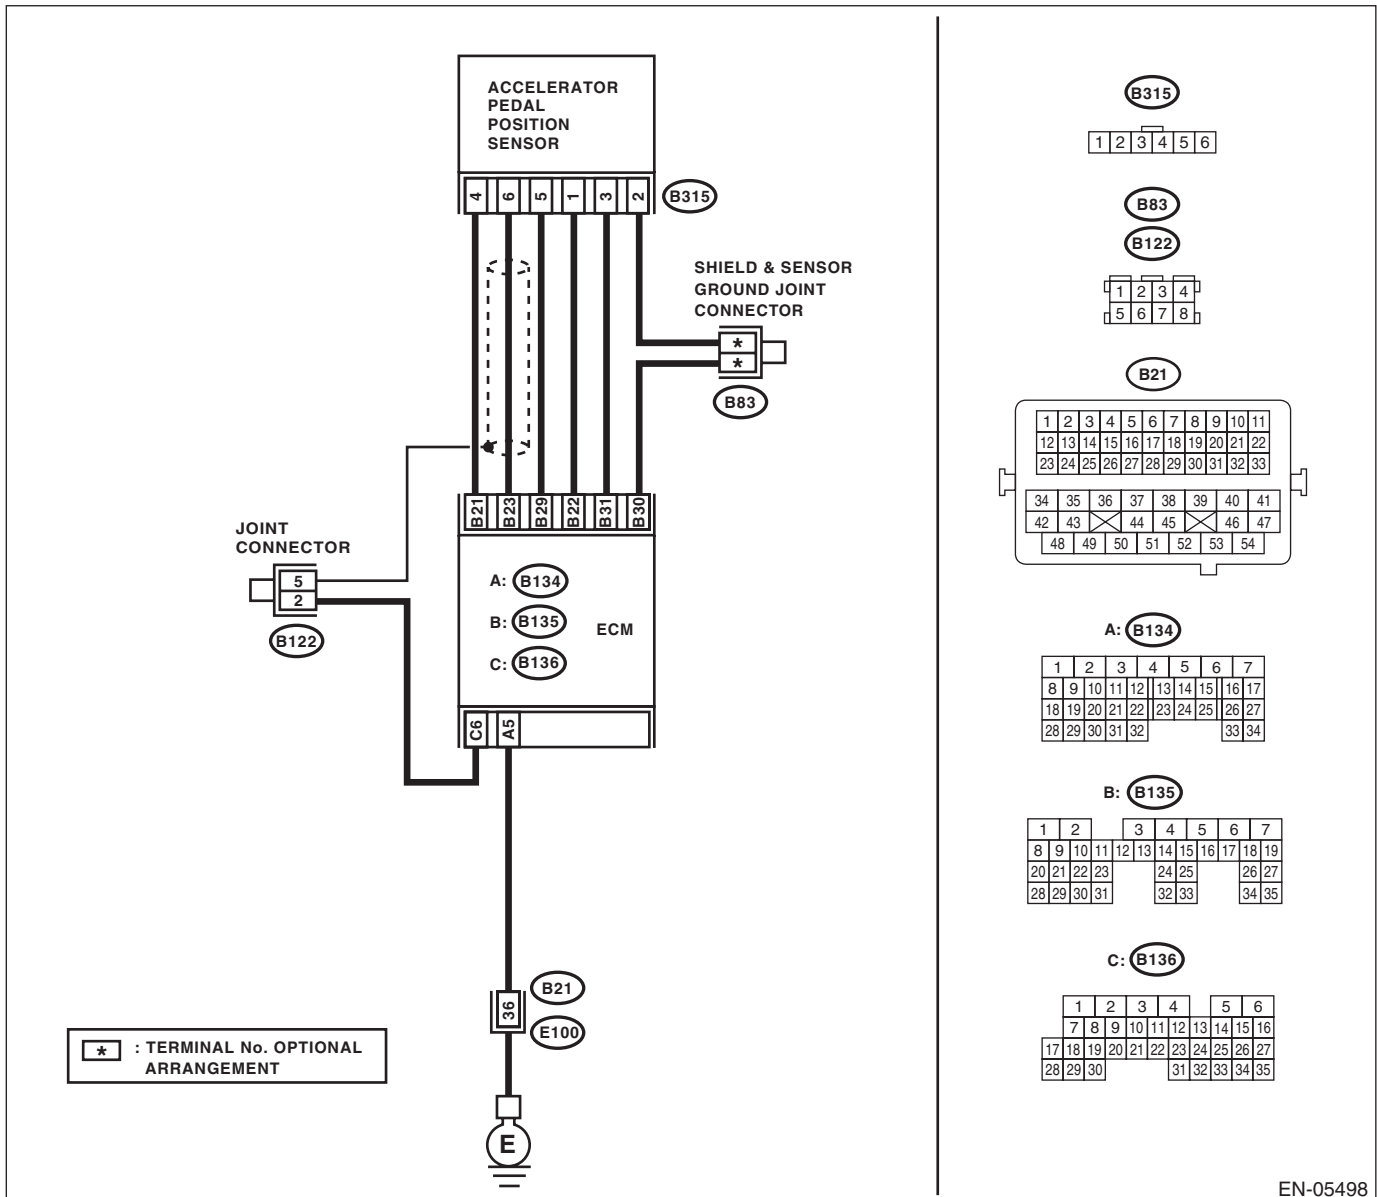 ACCELERATOR
PEDAL
POSITION
SENSOR
4 6 5 1 3 2
B315
SHIELD & SENSOR
GROUND JOINT
CONNECTOR
*
*
B83
B21 B23 B29 B22 B31 B30
JOINT
CONNECTOR
5
2
B122
A: B134
B: B135
C: B136
ECM
C6 A5
B21
36
E100
* : TERMINAL No. OPTIONAL
ARRANGEMENT
E
B315
1 2 3 4 5 6
B83
B122
1 2 3 4
5 6 7 8
B21
1 2 3 4 5 6 7 8 9 10 11
12 13 14 15 16 17 18 19 20 21 22
23 24 25 26 27 28 29 30 31 32 33
34 35 36 37 38 39 40 41
42 43 44 45 46 47
48 49 50 51 52 53 54
A: B134
1 2 3 4 5 6 7
8 9 10 11 12 13 14 15 16 17
18 19 20 21 22 23 24 25 26 27
28 29 30 31 32 33 34
B: B135
1 2 3 4 5 6 7
8 9 10 11 12 13 14 15 16 17 18 19
20 21 22 23 24 25 26 27
28 29 30 31 32 33 34 35
C: B136
1 2 3 4 5 6
7 8 9 10 11 12 13 14 15 16
17 18 19 20 21 22 23 24 25 26 27
28 29 30 31 32 33 34 35
EN-05498